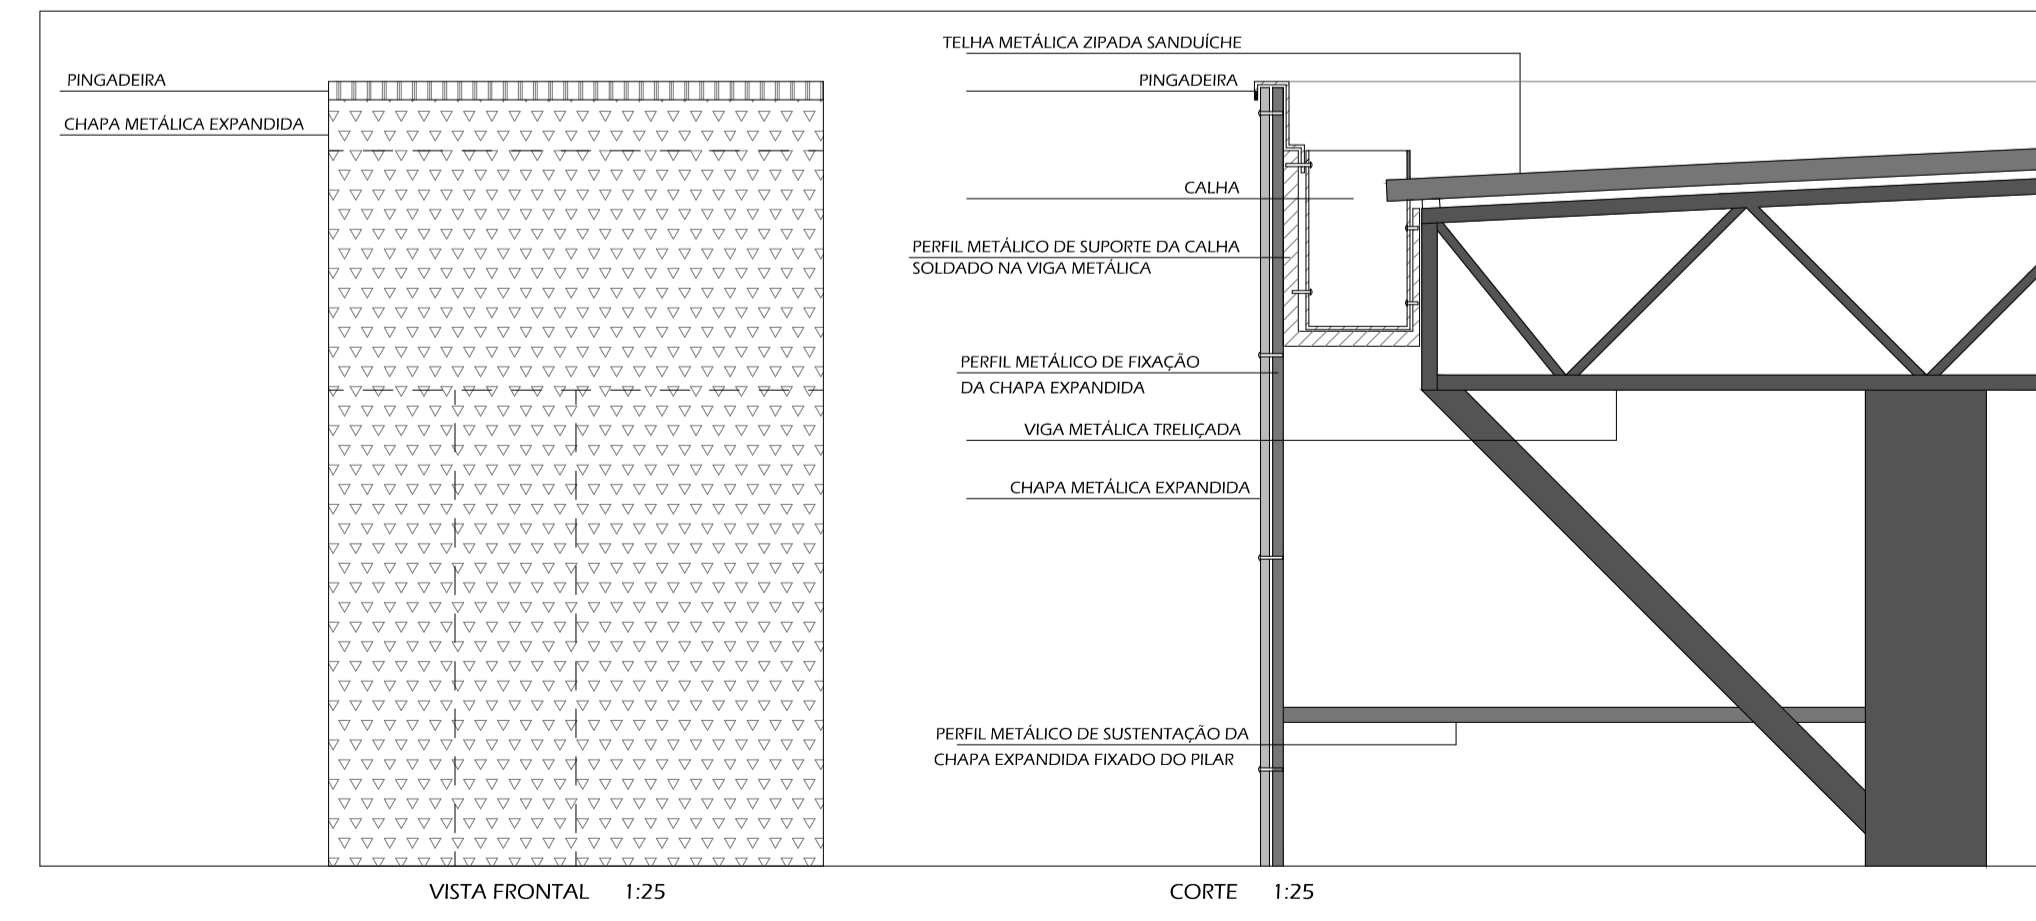 PINGADEIRA
CHAPA METÁLICA EXPANDIDA
VISTA FRONTAL 1:25
TELHA METÁLICA ZIPADA SANDUÍCHE
PINGADEIRA
CALHA
PERFIL METÁLICO DE SUPORTE DA CALHA
SOLDADO NA VIGA METÁLICA
PERFIL METÁLICO DE FIXAÇÃO
DA CHAPA EXPANDIDA
VIGA METÁLICA TRELIÇADA
CHAPA METÁLICA EXPANDIDA
PERFIL METÁLICO DE SUSTENTAÇÃO DA
CHAPA EXPANDIDA FIXADO DO PILAR
CORTE 1:25